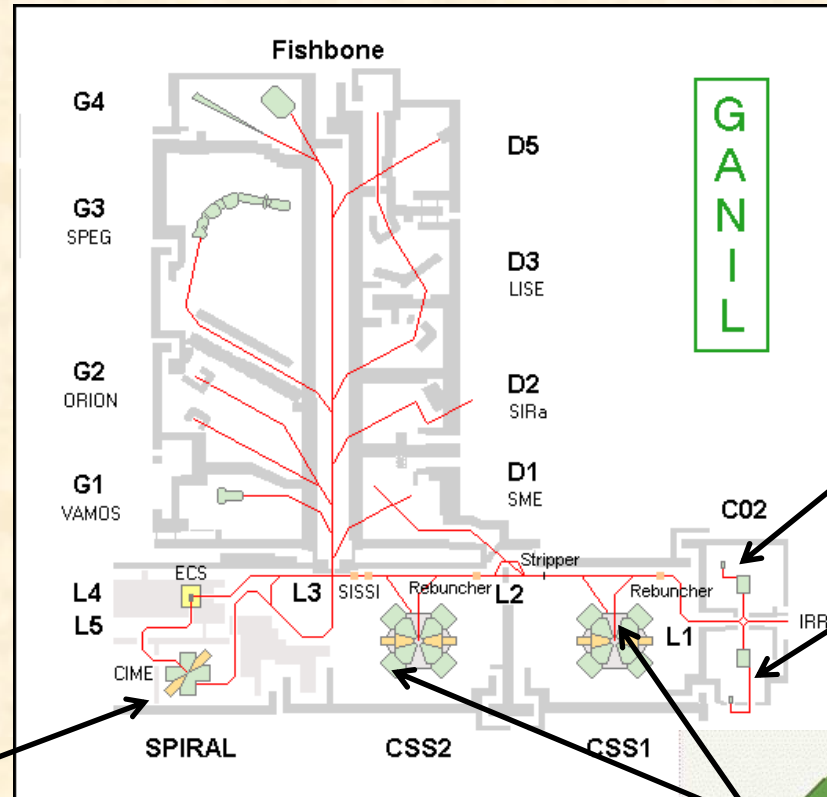 Fishbone
G4
D5
G
A
N
I
L
G3
SPEG
D3
LISE
G2
ORION
D2
SIRa
G1
VAMOS
D1
SME
C02
Stripper
ECS
L4
L3
SISSI
Rebuncher
L2
Rebuncher
L5
L1
IRR
CIME
SPIRAL
CSS2
CSS1